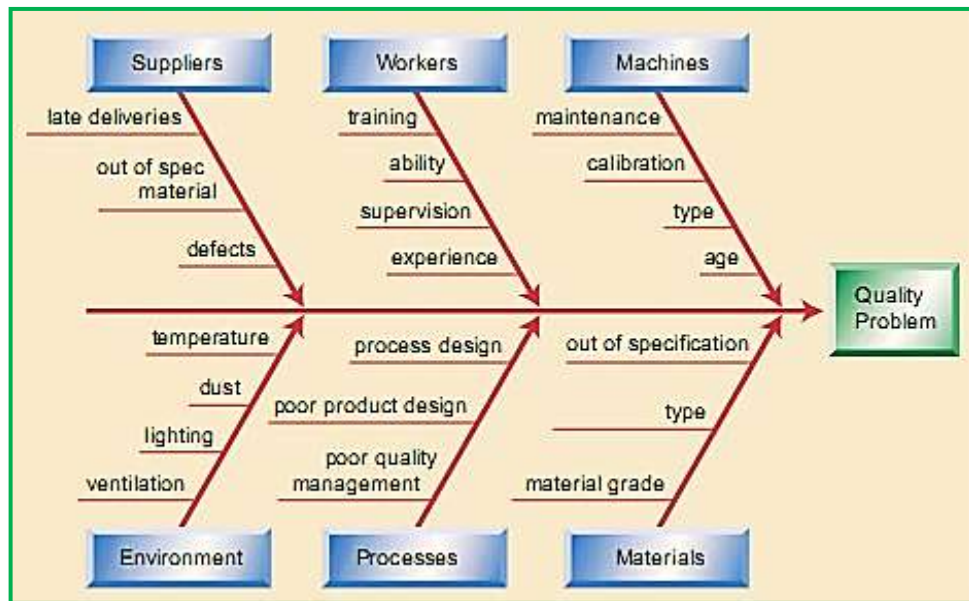 Suppliers
Workers
Machines
late deliveries
out of spec
material
defects
training
ability
supervision
experience
maintenance
calibration
type
age
Quality
Problem
temperature
dust
lighting
ventilation
process design
poor product design
poor quality
management
out of specification
type
material grade
Environment
Processes
Materials